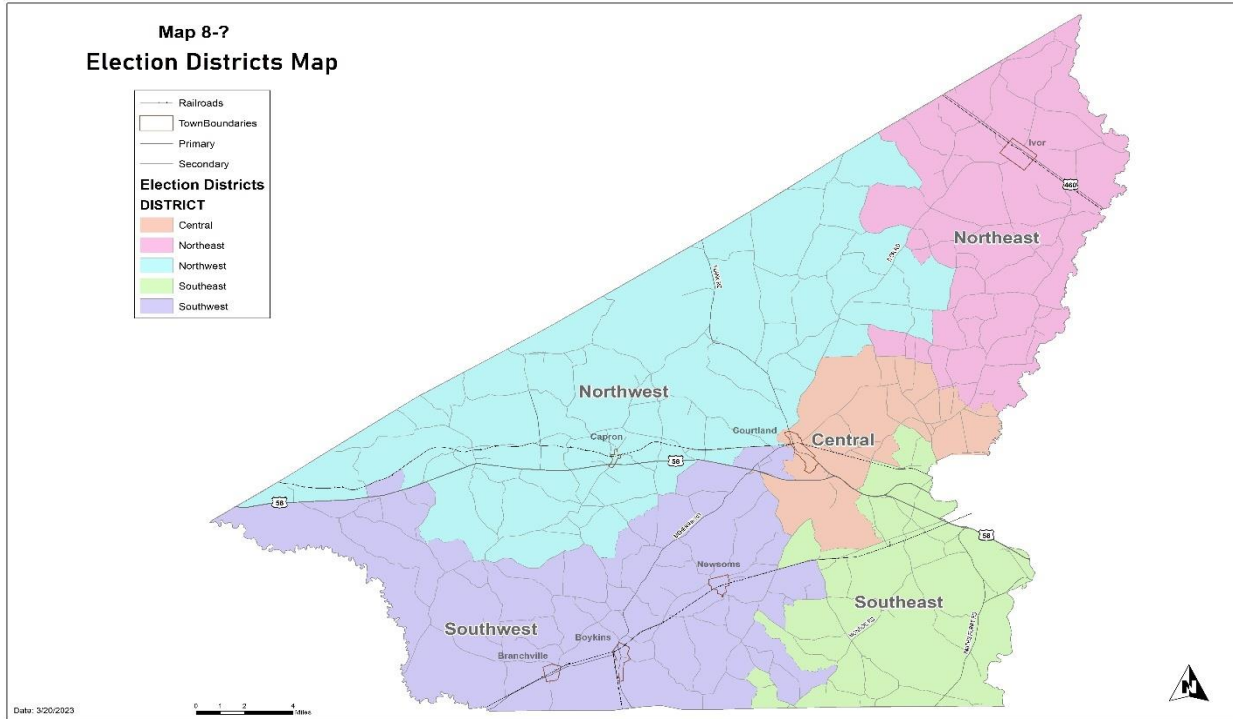 Map 8-?
Election Districts Map
Railroads
TownBoundaries
Primary
Secondary
Election Districts
DISTRICT
Central
Northeast
Northwest
Southeast
Southwest
Ivor
460
Northeast
Northwest
Capron
Courtland
Central
58
58
58
Newsoms
Southeast
Southwest
Boykins
Branchville
Date: 3/20/2023
0 2 4
Miles
N